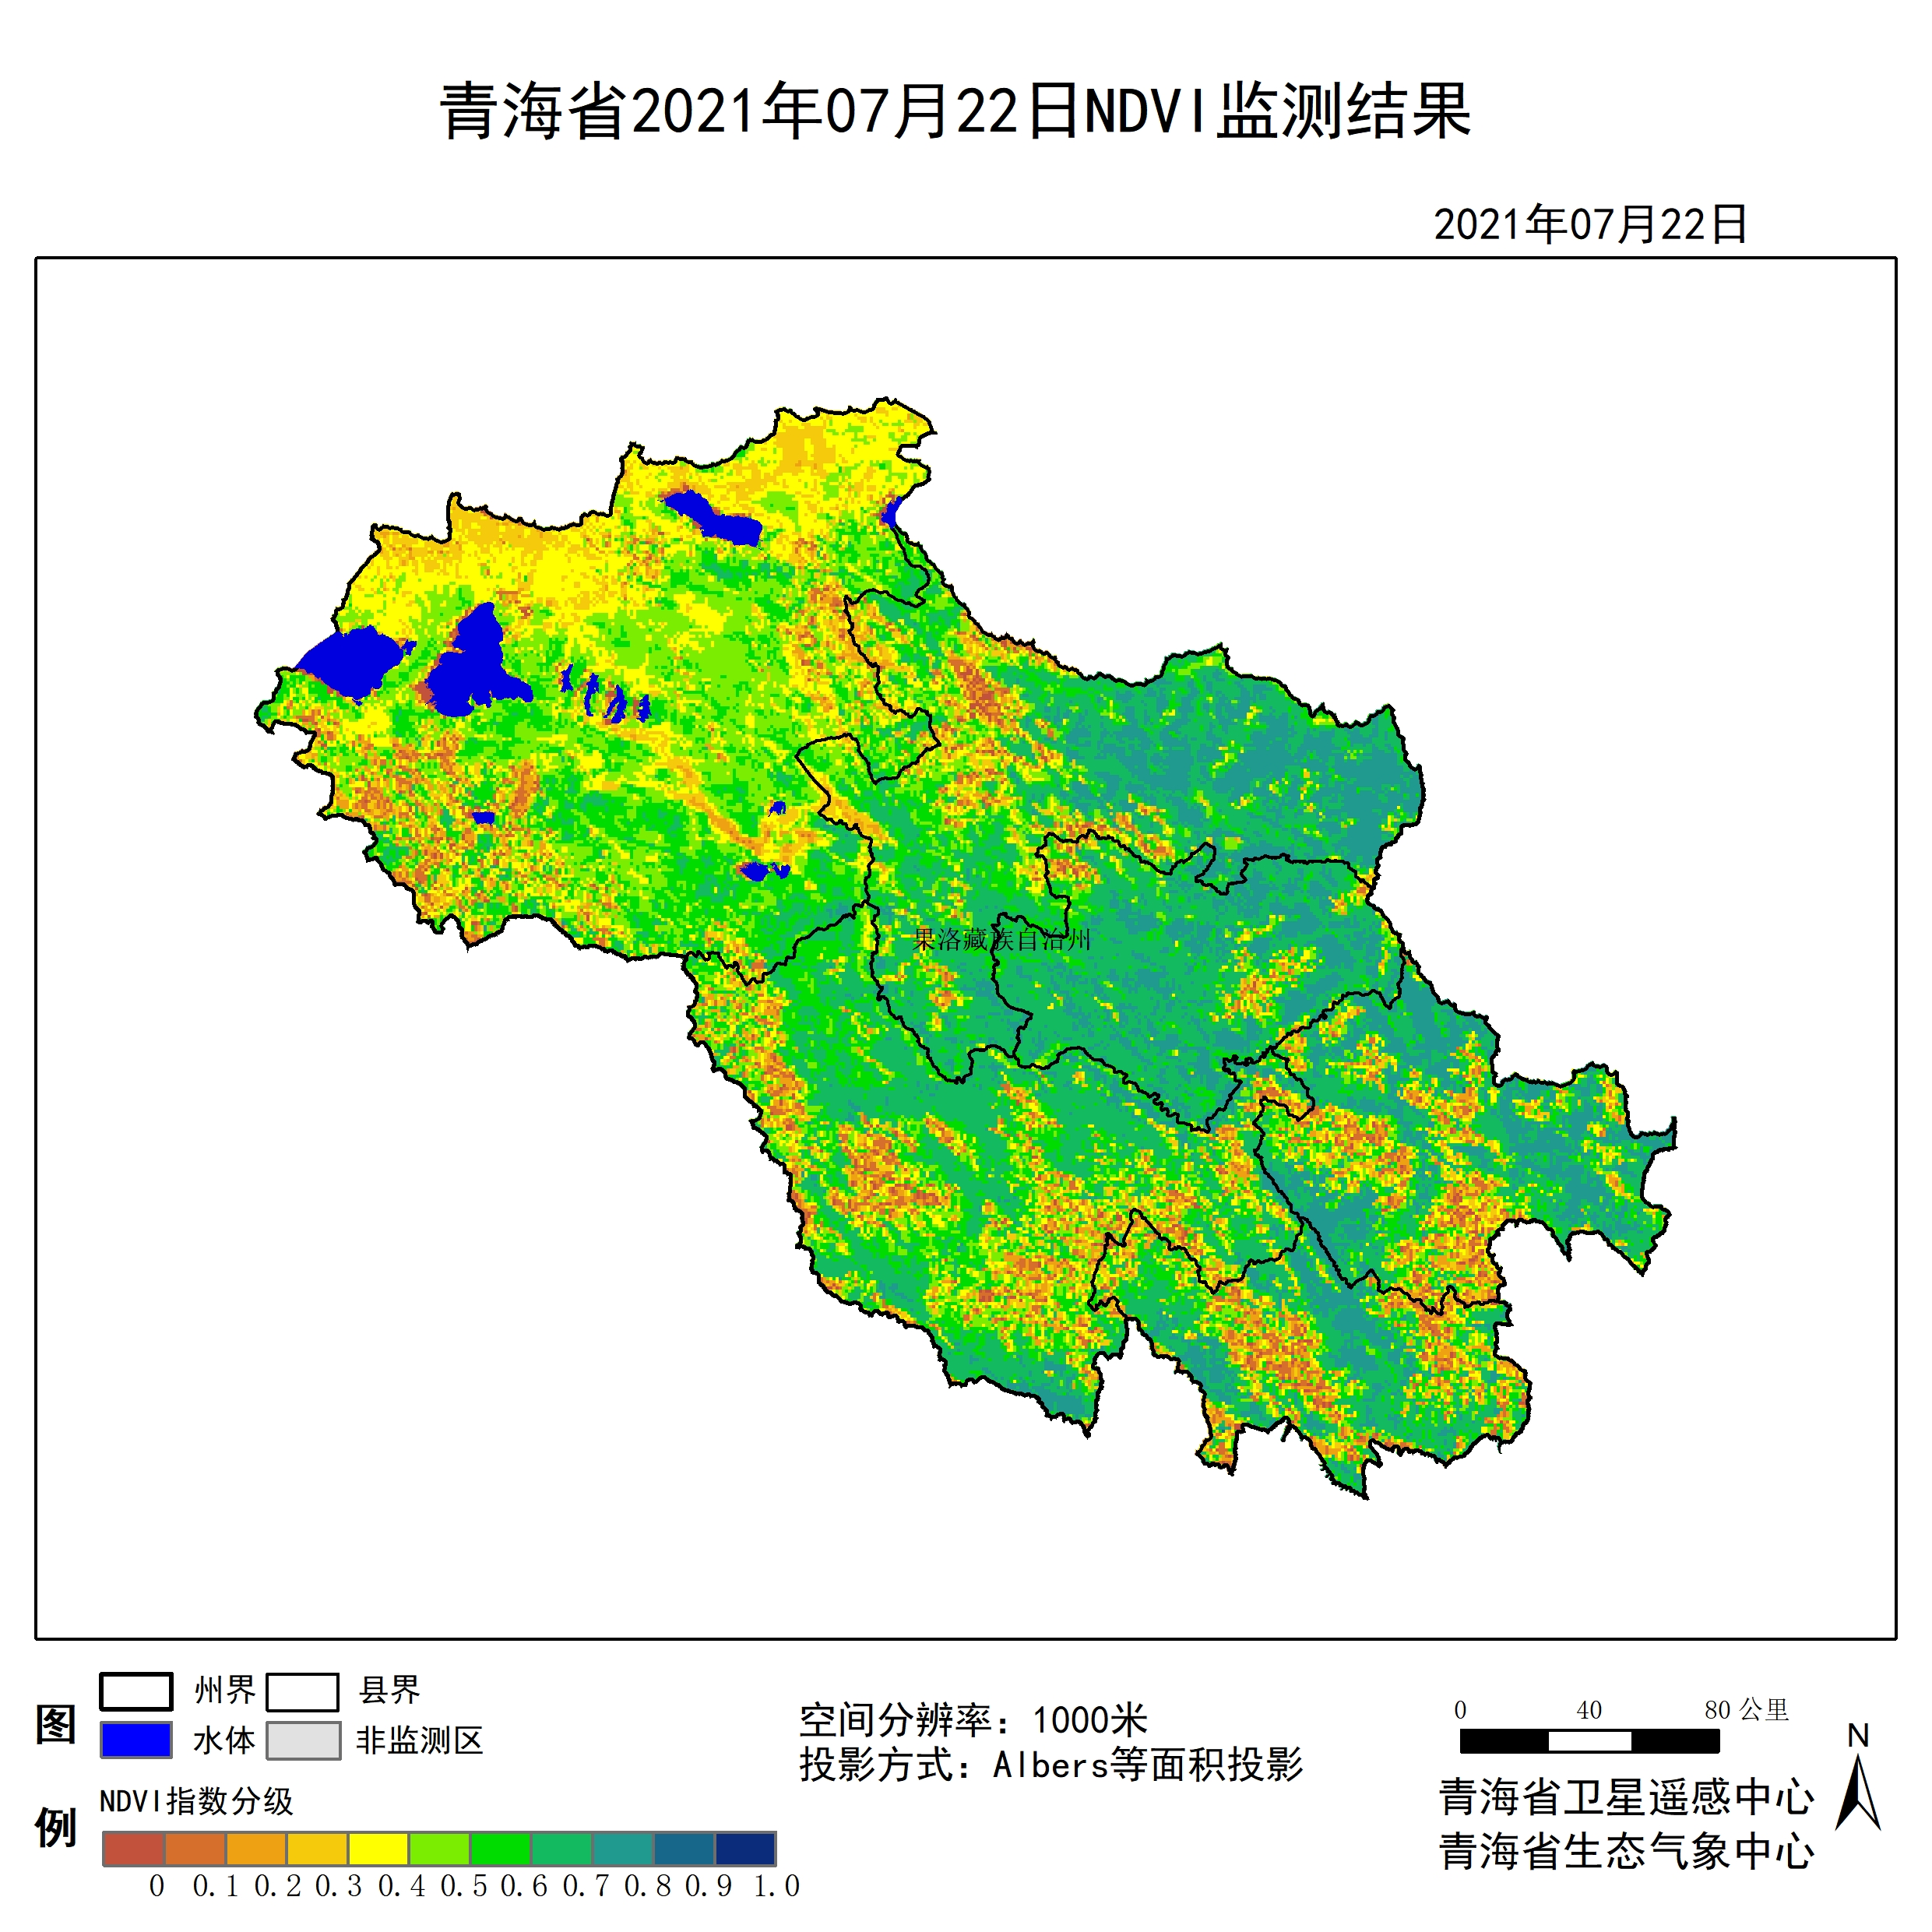 青海省2021年07月22日NDVI监测结果
2021年07月22日
果洛藏族自治州
图例
州界 县界
水体 非监测区
NDVI指数分级
0 0.1 0.2 0.3 0.4 0.5 0.6 0.7 0.8 0.9 1.0
空间分辨率：1000米
投影方式：Albers等面积投影
0 40 80 公里
N
青海省卫星遥感中心
青海省生态气象中心